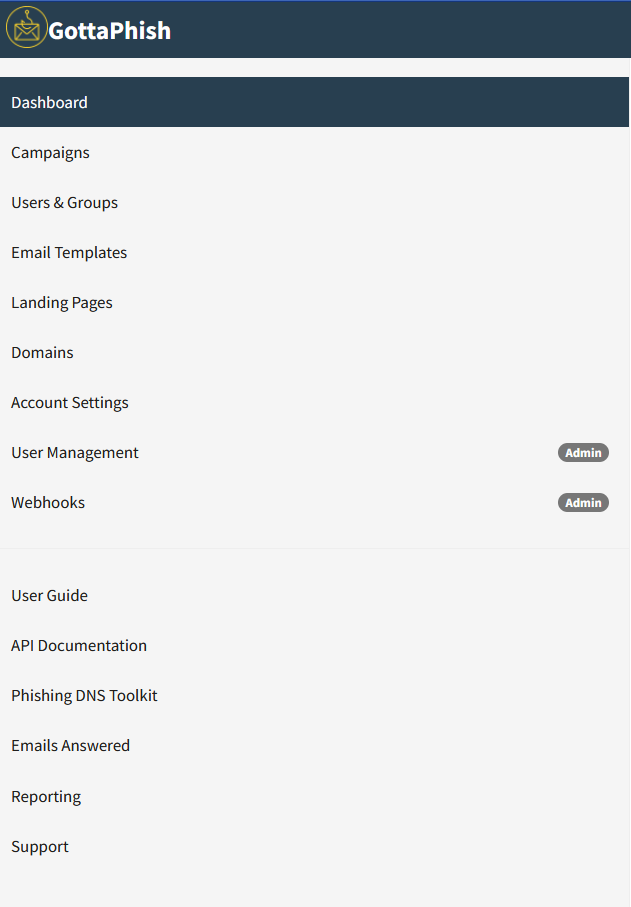 GottaPhish
Dashboard
Campaigns
Users & Groups
Email Templates
Landing Pages
Domains
Account Settings
User Management Admin
Webhooks Admin
User Guide
API Documentation
Phishing DNS Toolkit
Emails Answered
Reporting
Support